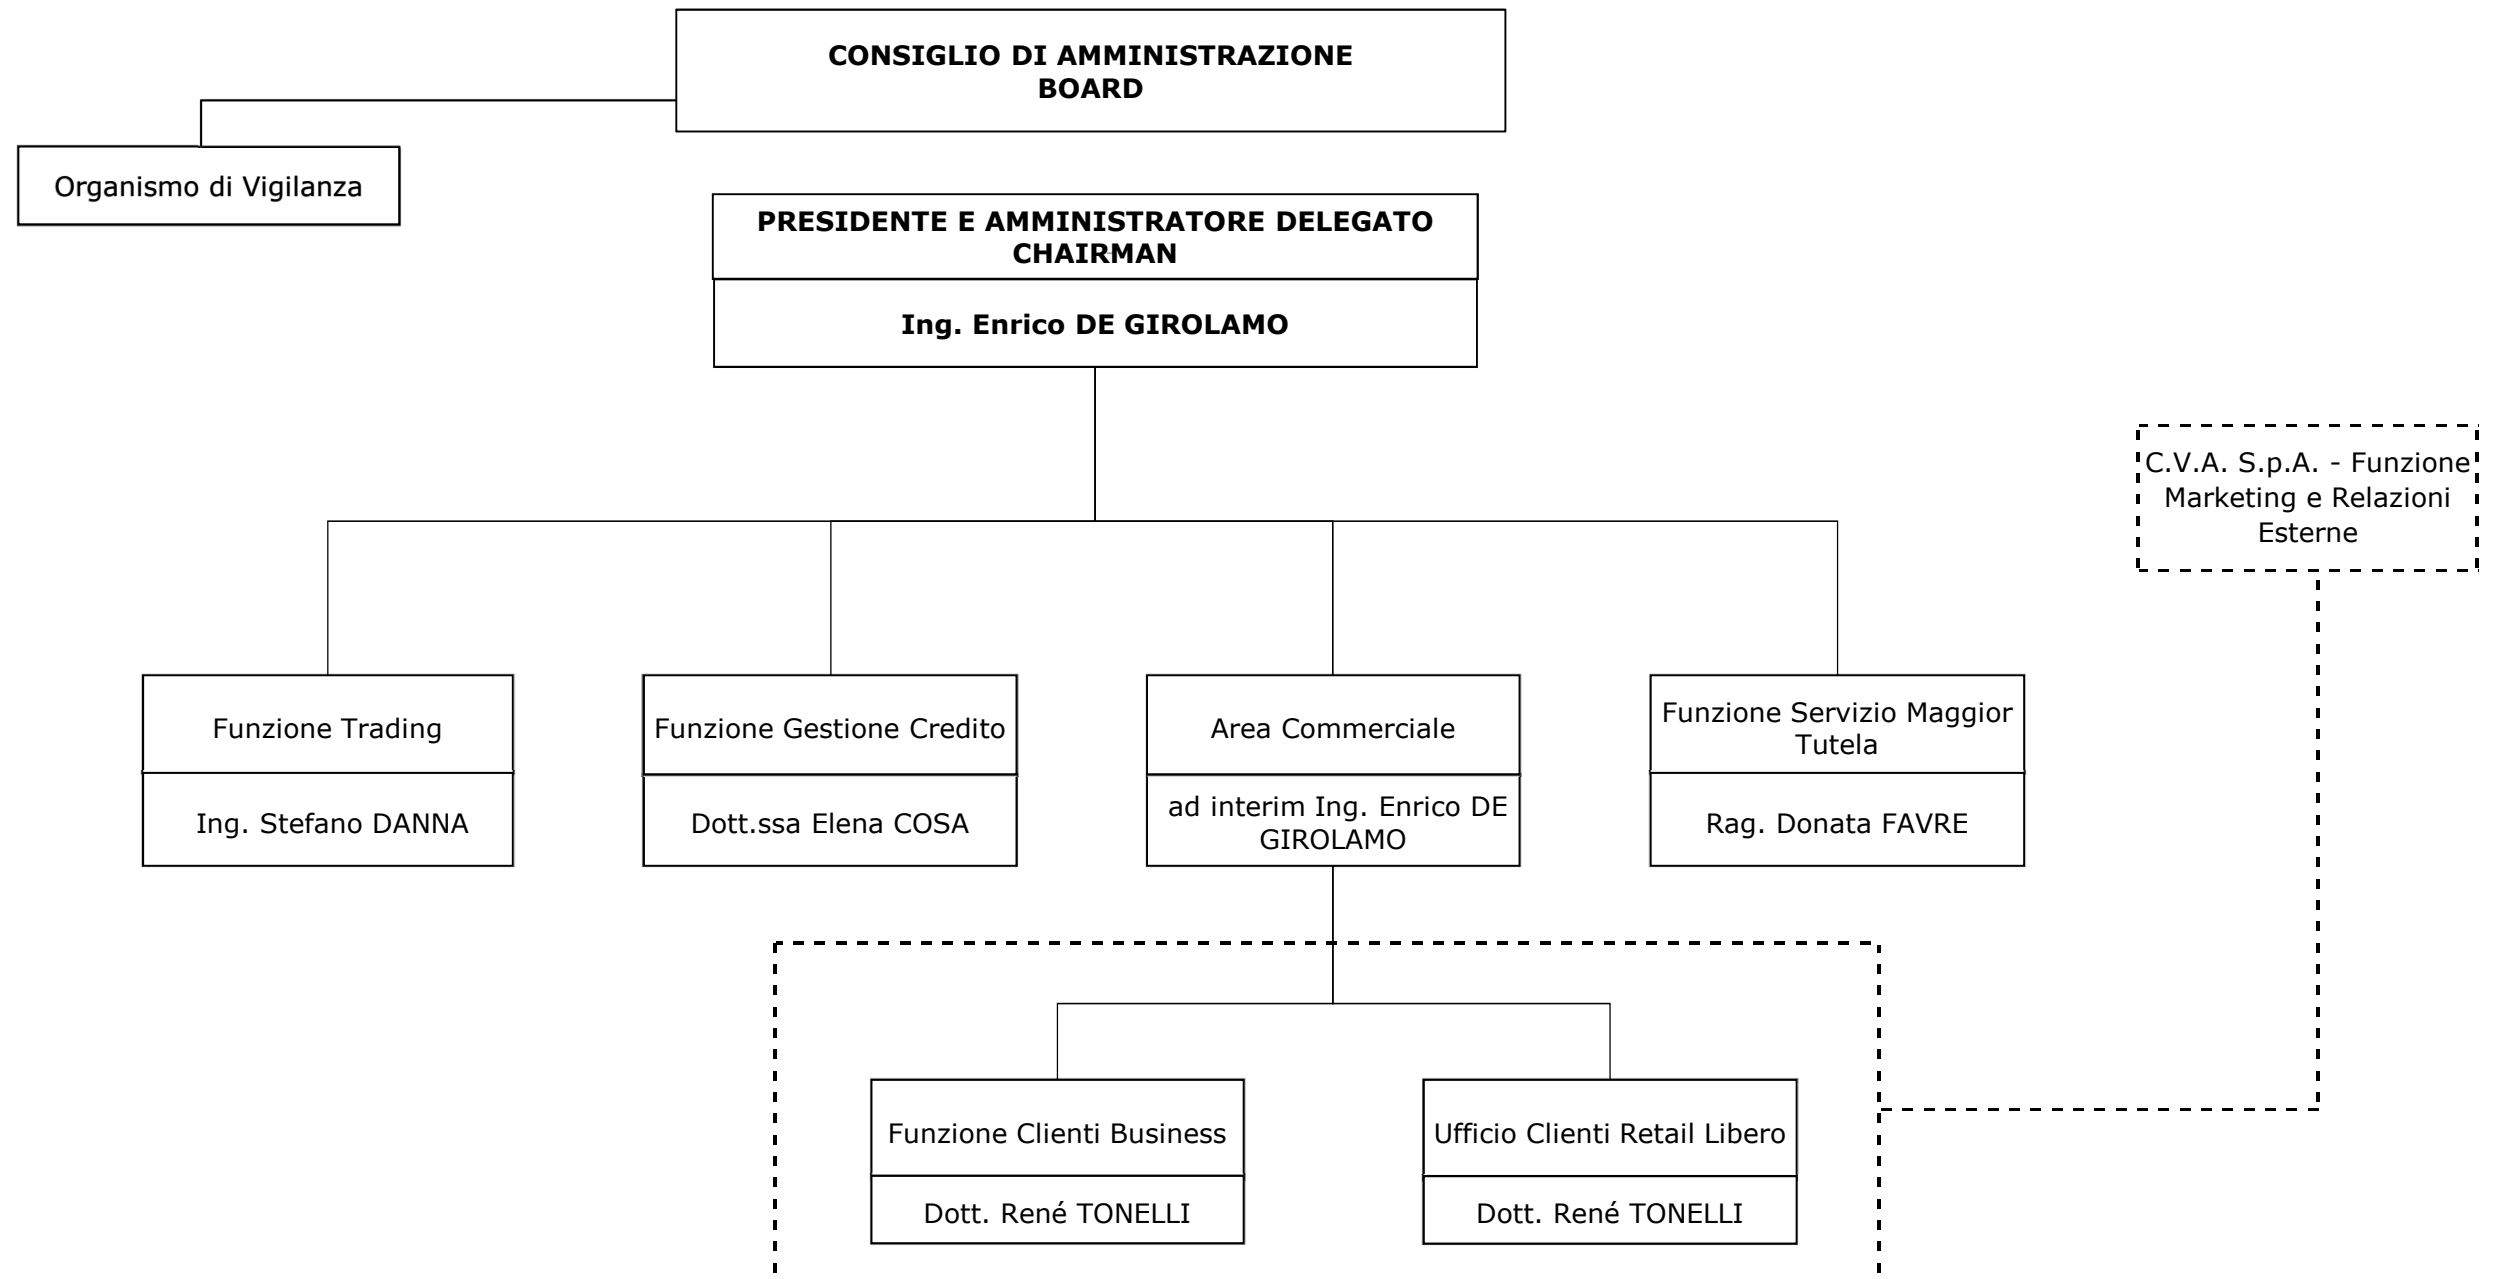 CONSIGLIO DI AMMINISTRAZIONE
BOARD
Organismo di Vigilanza
PRESIDENTE E AMMINISTRATORE DELEGATO
CHAIRMAN
Ing. Enrico DE GIROLAMO
C.V.A. S.p.A. - Funzione
Marketing e Relazioni
Esterne
Funzione Trading
Ing. Stefano DANNA
Funzione Gestione Credito
Dott.ssa Elena COSA
Area Commerciale
ad interim Ing. Enrico DE
GIROLAMO
Funzione Servizio Maggior
Tutela
Rag. Donata FAVRE
Funzione Clienti Business
Dott. René TONELLI
Ufficio Clienti Retail Libero
Dott. René TONELLI